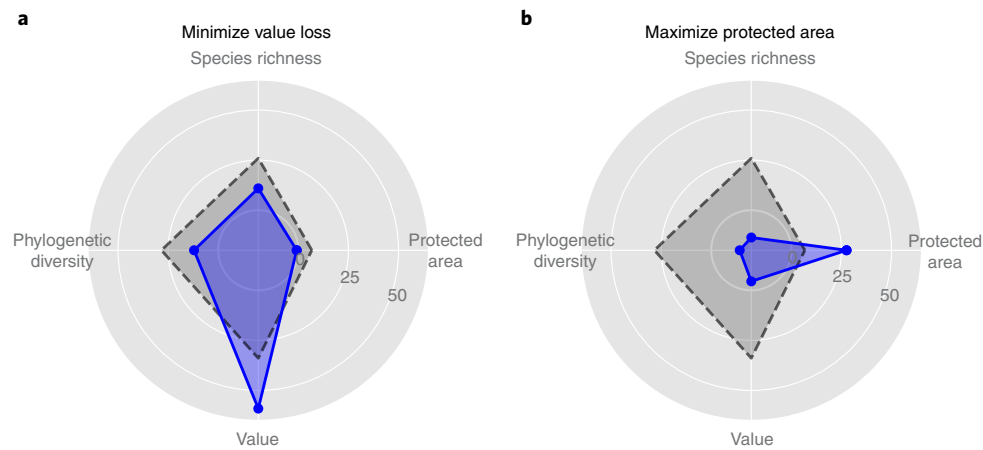 a
Minimize value loss
Species richness
Phylogenetic
diversity
Protected
area
0
25
50
Value
b
Maximize protected area
Species richness
Phylogenetic
diversity
Protected
area
0
25
50
Value